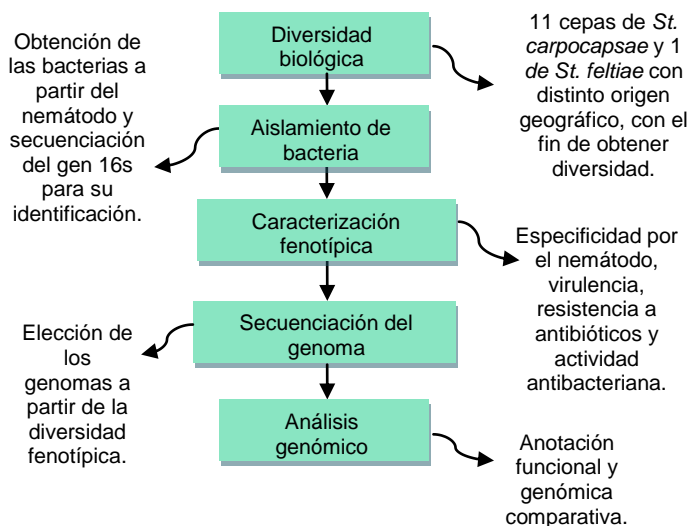 Diversidad
biológica
11 cepas de St.
carpocapsae y 1
de St. feltiae con
distinto origen
geográfico, con el
fin de obtener
diversidad.
Obtención de
las bacterias a
partir del
nemátodo y
secuenciación
del gen 16s
para su
identificación.
Aislamiento de
bacteria
Caracterización
fenotípica
Especificidad por
el nemátodo,
virulencia,
resistencia a
antibióticos y
actividad
antibacteriana.
Secuenciación del
genoma
Elección de
los
genomas a
partir de la
diversidad
fenotípica.
Análisis
genómico
Anotación
funcional y
genómica
comparativa.